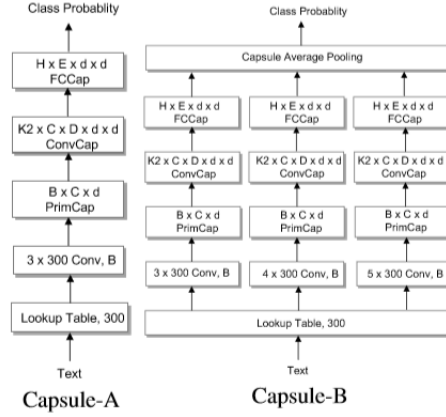 Class Probablity
H x E x d x d
FCCap
K2 x C x D x d x d
ConvCap
B x C x d
PrimCap
3 x 300 Conv, B
Lookup Table, 300
Text
Capsule-A
Class Probablity
Capsule Average Pooling
H x E x d x d
FCCap
H x E x d x d
FCCap
H x E x d x d
FCCap
K2 x C x D x d x d
ConvCap
K2 x C x D x d x d
ConvCap
K2 x C x D x d x d
ConvCap
B x C x d
PrimCap
B x C x d
PrimCap
B x C x d
PrimCap
3 x 300 Conv, B
4 x 300 Conv, B
5 x 300 Conv, B
Lookup Table, 300
Text
Capsule-B